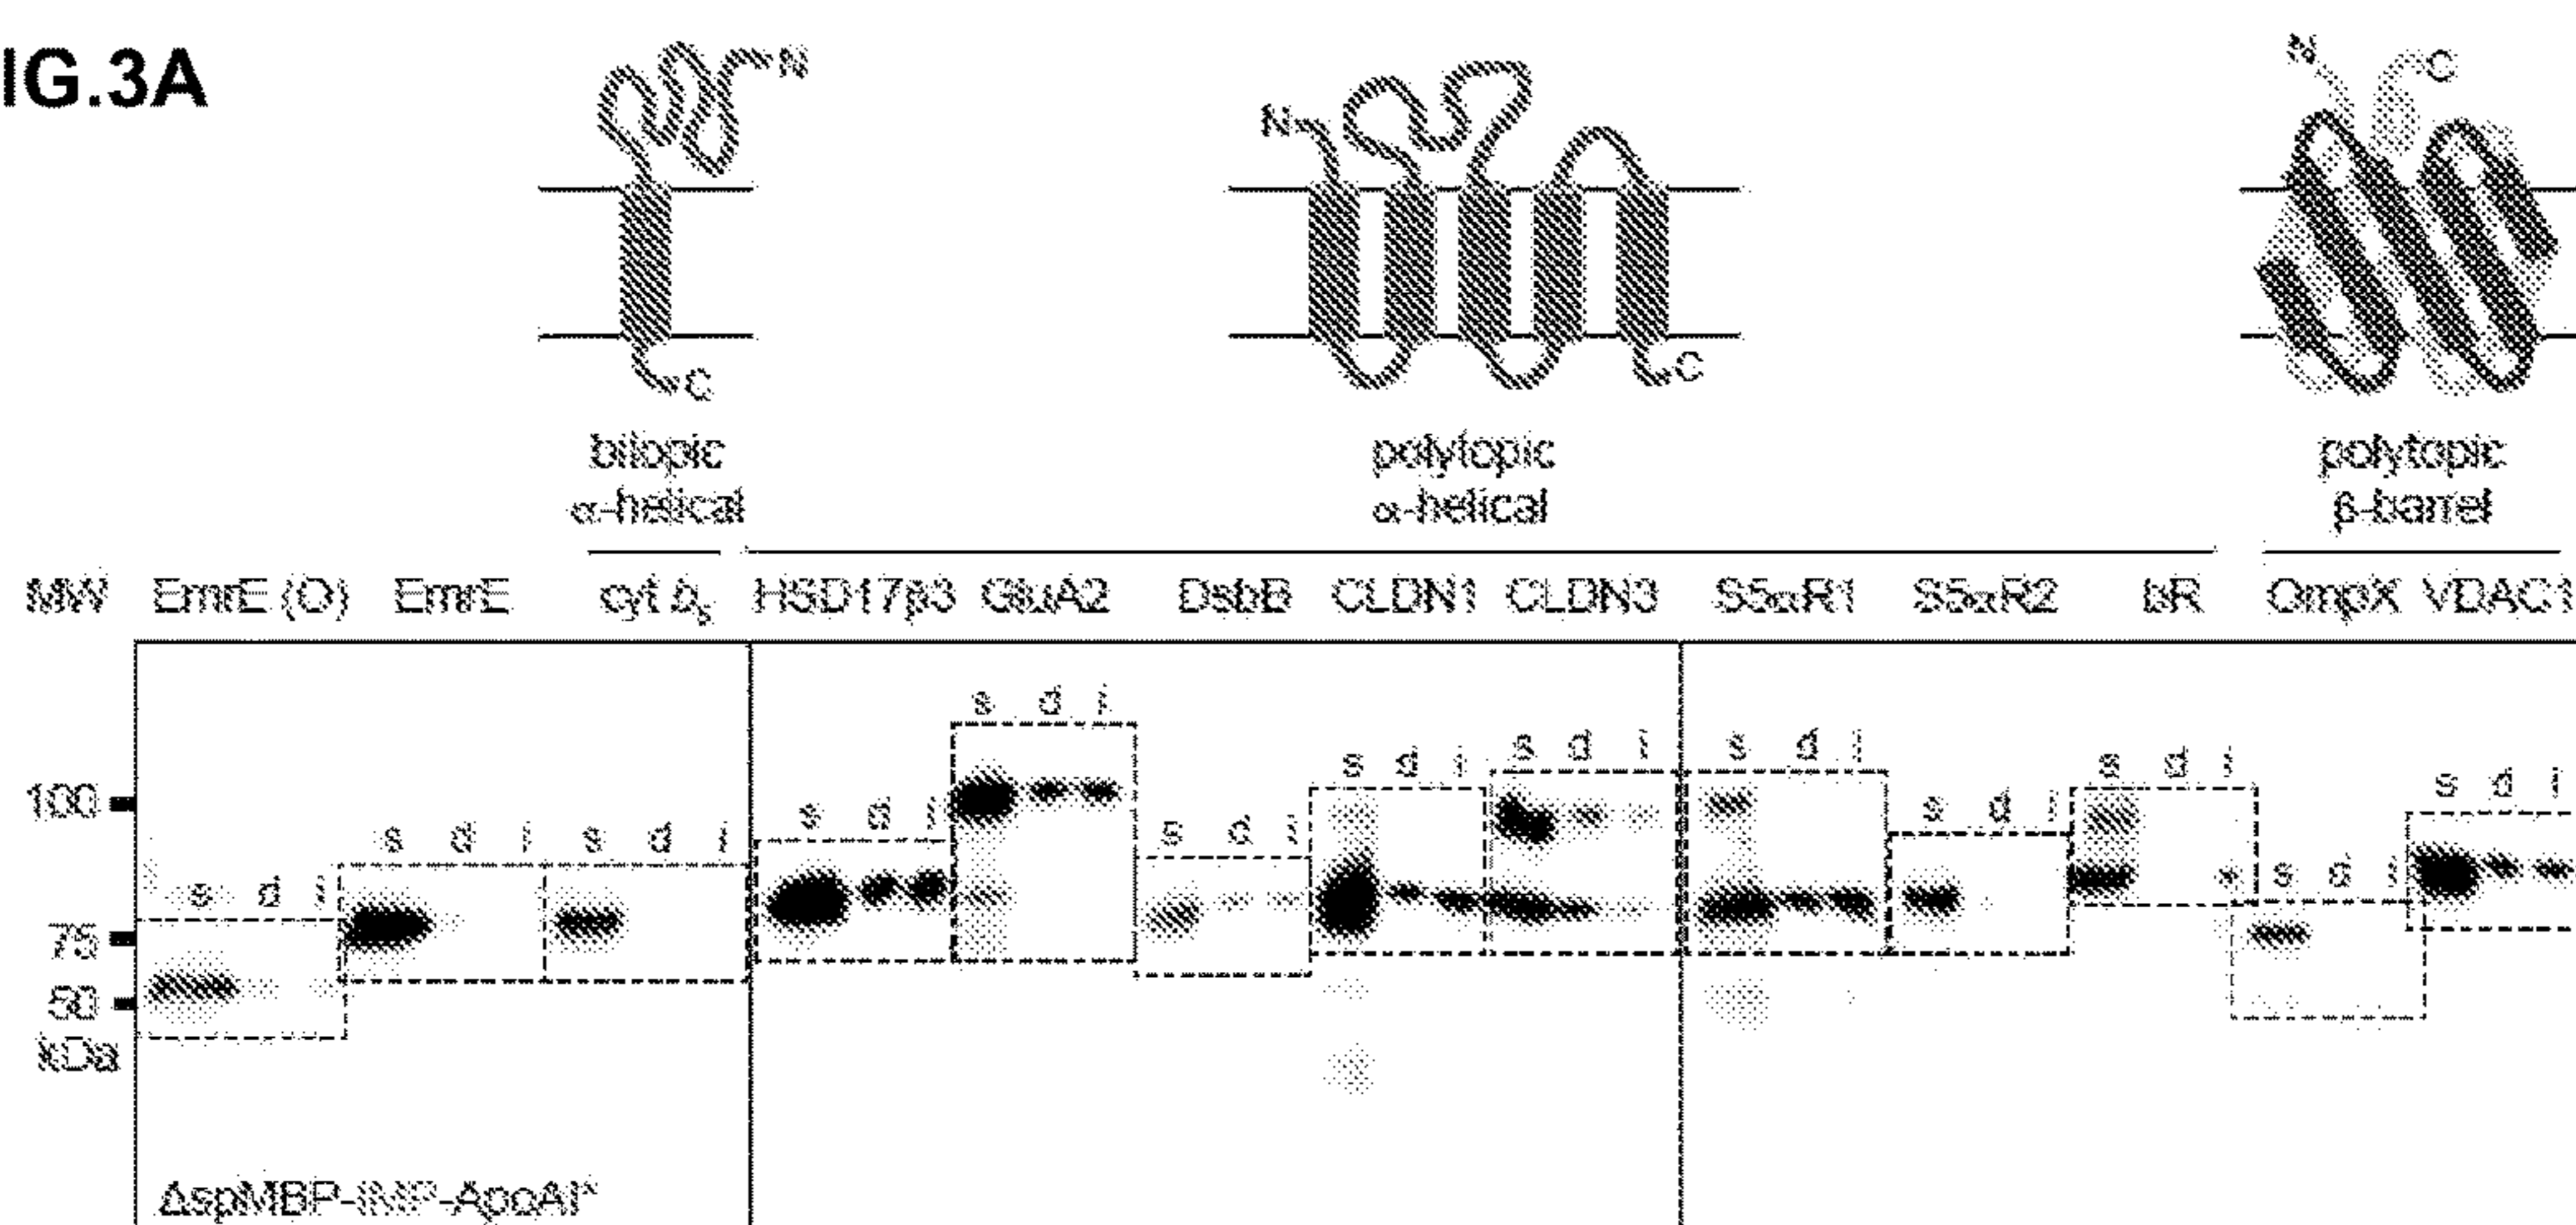 IG.3A
N
N
N
C
C
C
bitopic
α-helical
polytopic
α-helical
polytopic
β-barrel
MW EmrE (O) EmrE cyt b5 HSD17β3 GluA2 DsbB CLDN1 CLDN3 S5αR1 S5αR2 bR OmpX VDAC1
s d i
s d i
s d i
s d i
s d i
s d i
s d i
s d i
s d i
s d i
s d i
s d i
s d i
100
75
50
kDa
ΔspMBP-IMP-ApoAI*